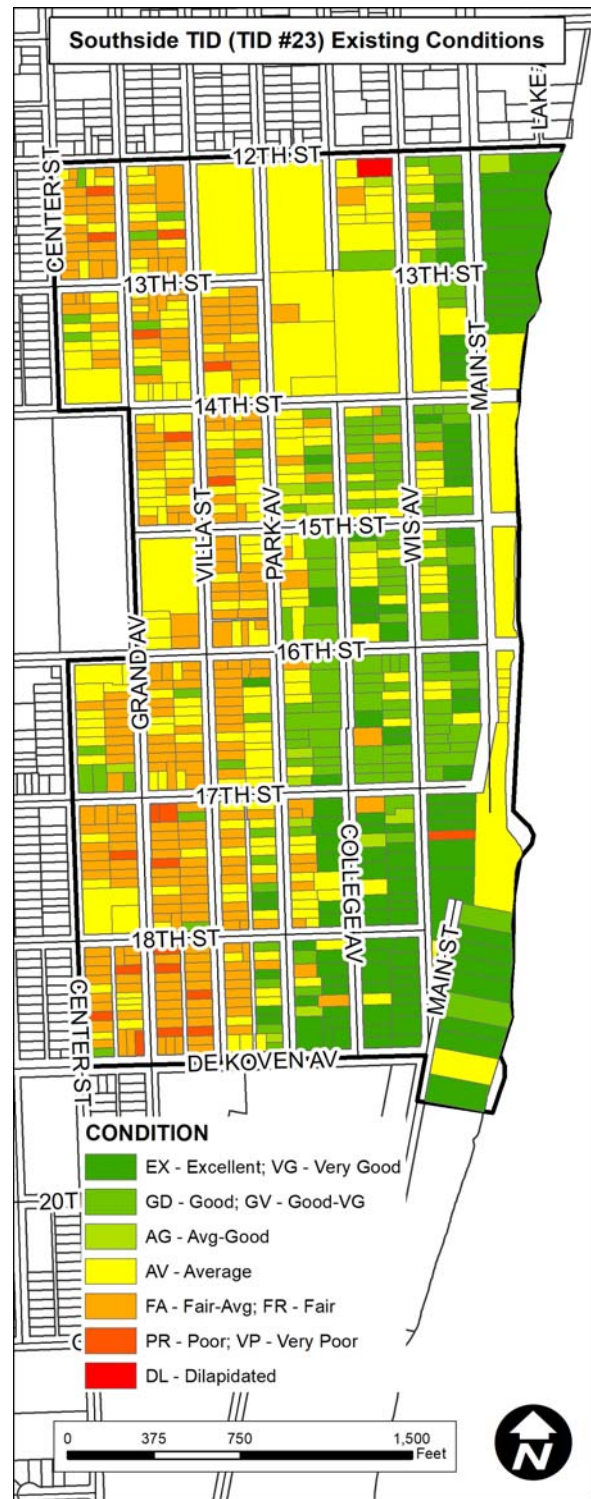 Southside TID (TID #23) Existing Conditions
LAKE A
12TH ST
CENTER ST
13TH ST
13TH ST
MAIN ST
14TH ST
VILLA ST
PARK AV
WIS AV
15TH ST
GRAND AV
16TH ST
17TH ST
COLLEGE AV
18TH ST
MAIN ST
CENTER ST
DE KOVEN AV
CONDITION
EX - Excellent; VG - Very Good
20T
GD - Good; GV - Good-VG
AG - Avg-Good
AV - Average
FA - Fair-Avg; FR - Fair
PR - Poor; VP - Very Poor
DL - Dilapidated
0 375 750 1,500
Feet
N